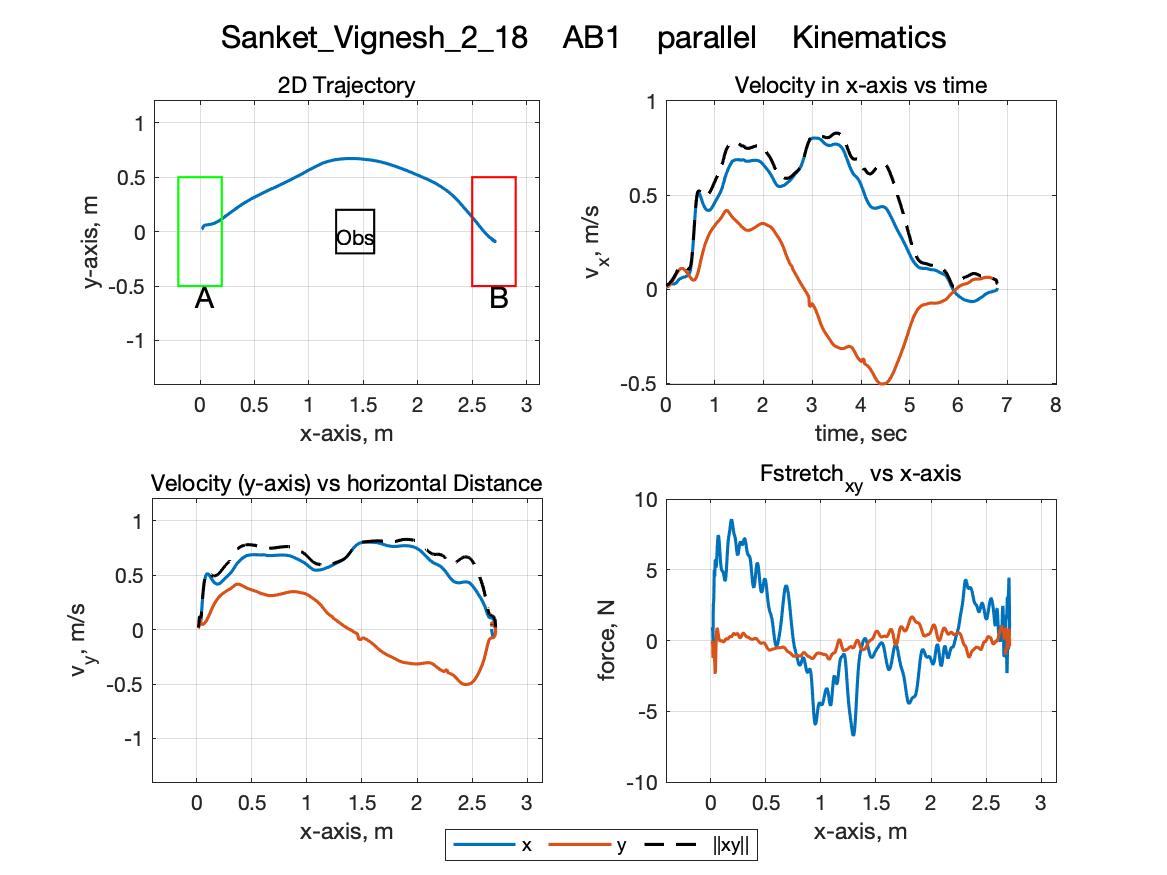 Sanket_Vignesh_2_18 AB1 parallel Kinematics
2D Trajectory
1
0.5
0
-0.5
-1
y-axis, m
Obs
A
B
0 0.5 1 1.5 2 2.5 3
x-axis, m
Velocity in x-axis vs time
1
0.5
0
-0.5
v_x, m/s
0 1 2 3 4 5 6 7 8
time, sec
Velocity (y-axis) vs horizontal Distance
1
0.5
0
-0.5
-1
v_y, m/s
0 0.5 1 1.5 2 2.5 3
x-axis, m
Fstretch_xy vs x-axis
10
5
0
-5
-10
force, N
0 0.5 1 1.5 2 2.5 3
x-axis, m
x y ||xy||